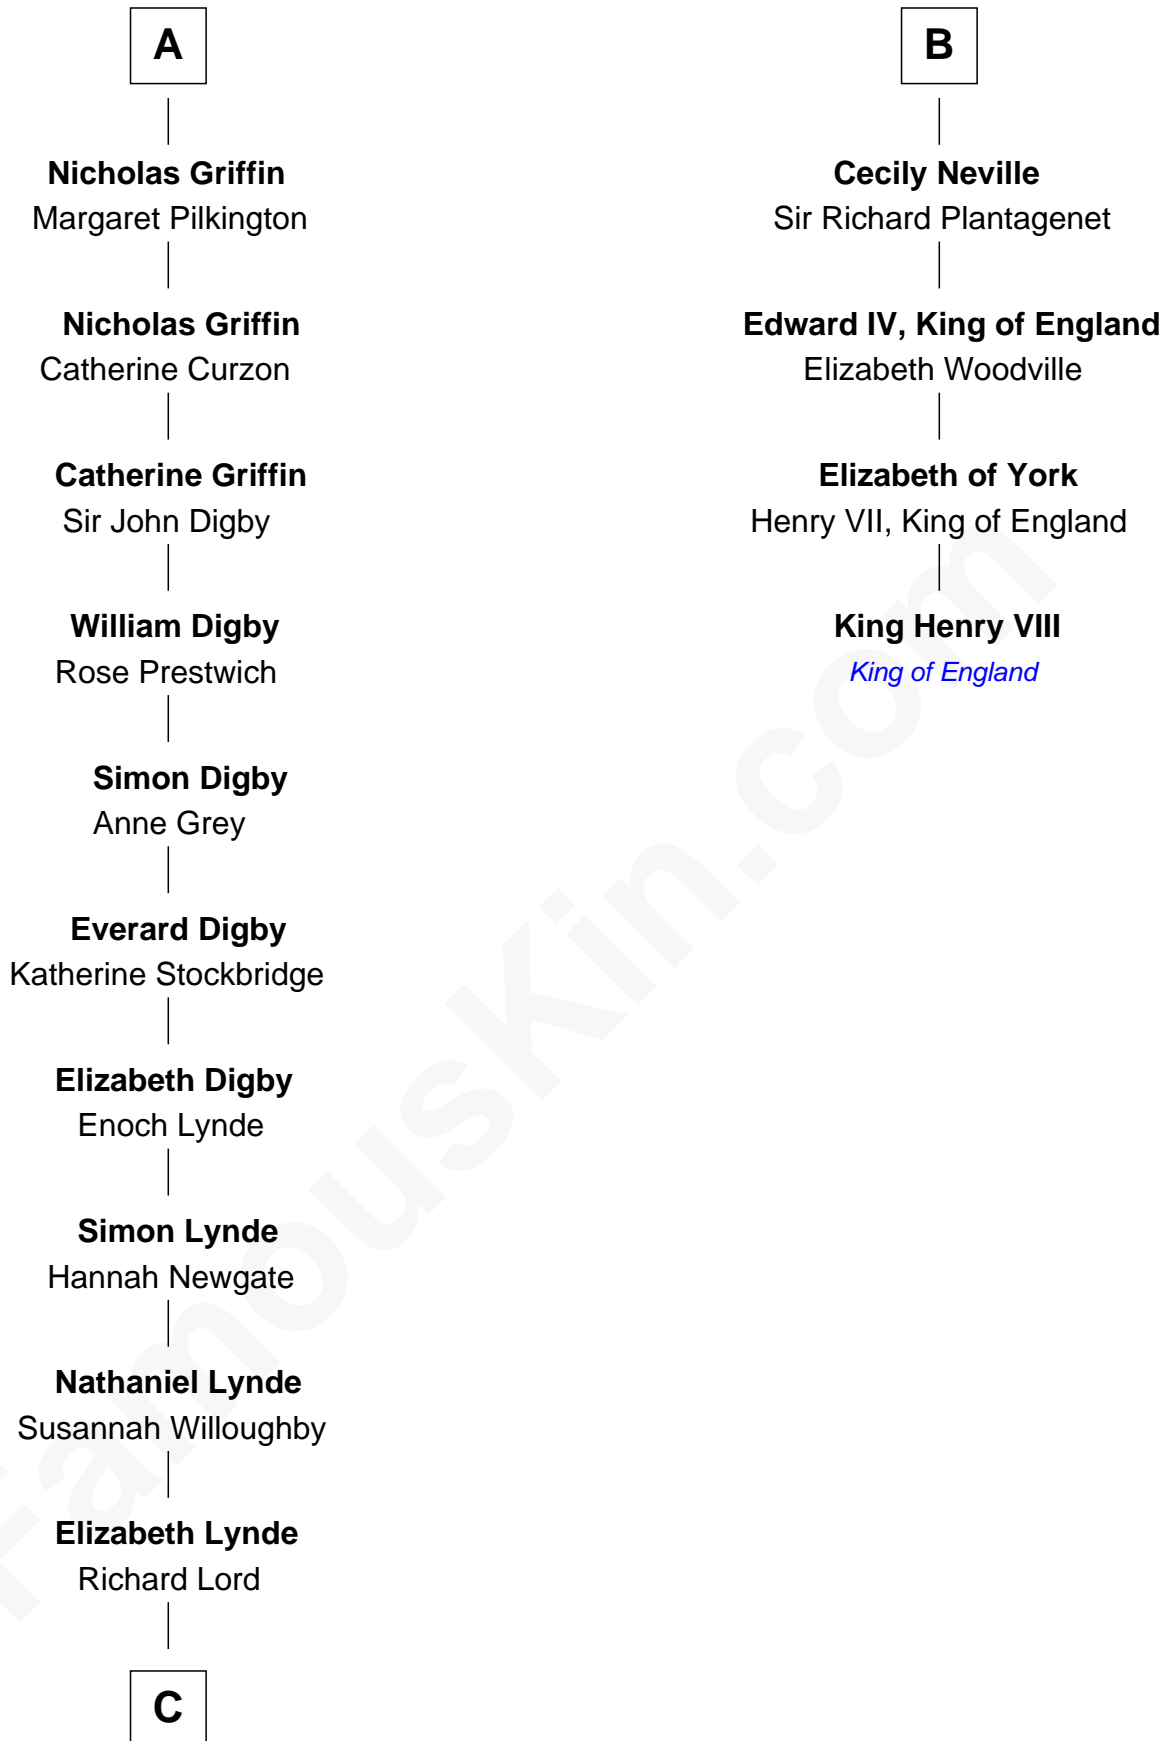 A
Nicholas Griffin
Margaret Pilkington
Nicholas Griffin
Catherine Curzon
Catherine Griffin
Sir John Digby
William Digby
Rose Prestwich
Simon Digby
Anne Grey
Everard Digby
Katherine Stockbridge
Elizabeth Digby
Enoch Lynde
Simon Lynde
Hannah Newgate
Nathaniel Lynde
Susannah Willoughby
Elizabeth Lynde
Richard Lord
C
B
Cecily Neville
Sir Richard Plantagenet
Edward IV, King of England
Elizabeth Woodville
Elizabeth of York
Henry VII, King of England
King Henry VIII
King of England
FamousKin.com